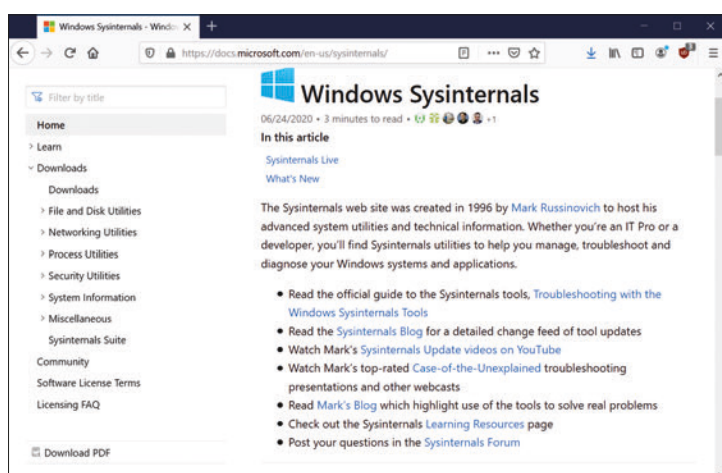 Windows Sysinternals - Windo
https://docs.microsoft.com/en-us/sysinternals/
Filter by title
Home
Learn
Downloads
Downloads
File and Disk Utilities
Networking Utilities
Process Utilities
Security Utilities
System Information
Miscellaneous
Sysinternals Suite
Community
Software License Terms
Licensing FAQ
Download PDF
Windows Sysinternals
06/24/2020 • 3 minutes to read • +1
In this article
Sysinternals Live
What's New
The Sysinternals web site was created in 1996 by Mark Russinovich to host his
advanced system utilities and technical information. Whether you're an IT Pro or a
developer, you'll find Sysinternals utilities to help you manage, troubleshoot and
diagnose your Windows systems and applications.
• Read the official guide to the Sysinternals tools, Troubleshooting with the
Windows Sysinternals Tools
• Read the Sysinternals Blog for a detailed change feed of tool updates
• Watch Mark's Sysinternals Update videos on YouTube
• Watch Mark's top-rated Case-of-the-Unexplained troubleshooting
presentations and other webcasts
• Read Mark's Blog which highlight use of the tools to solve real problems
• Check out the Sysinternals Learning Resources page
• Post your questions in the Sysinternals Forum